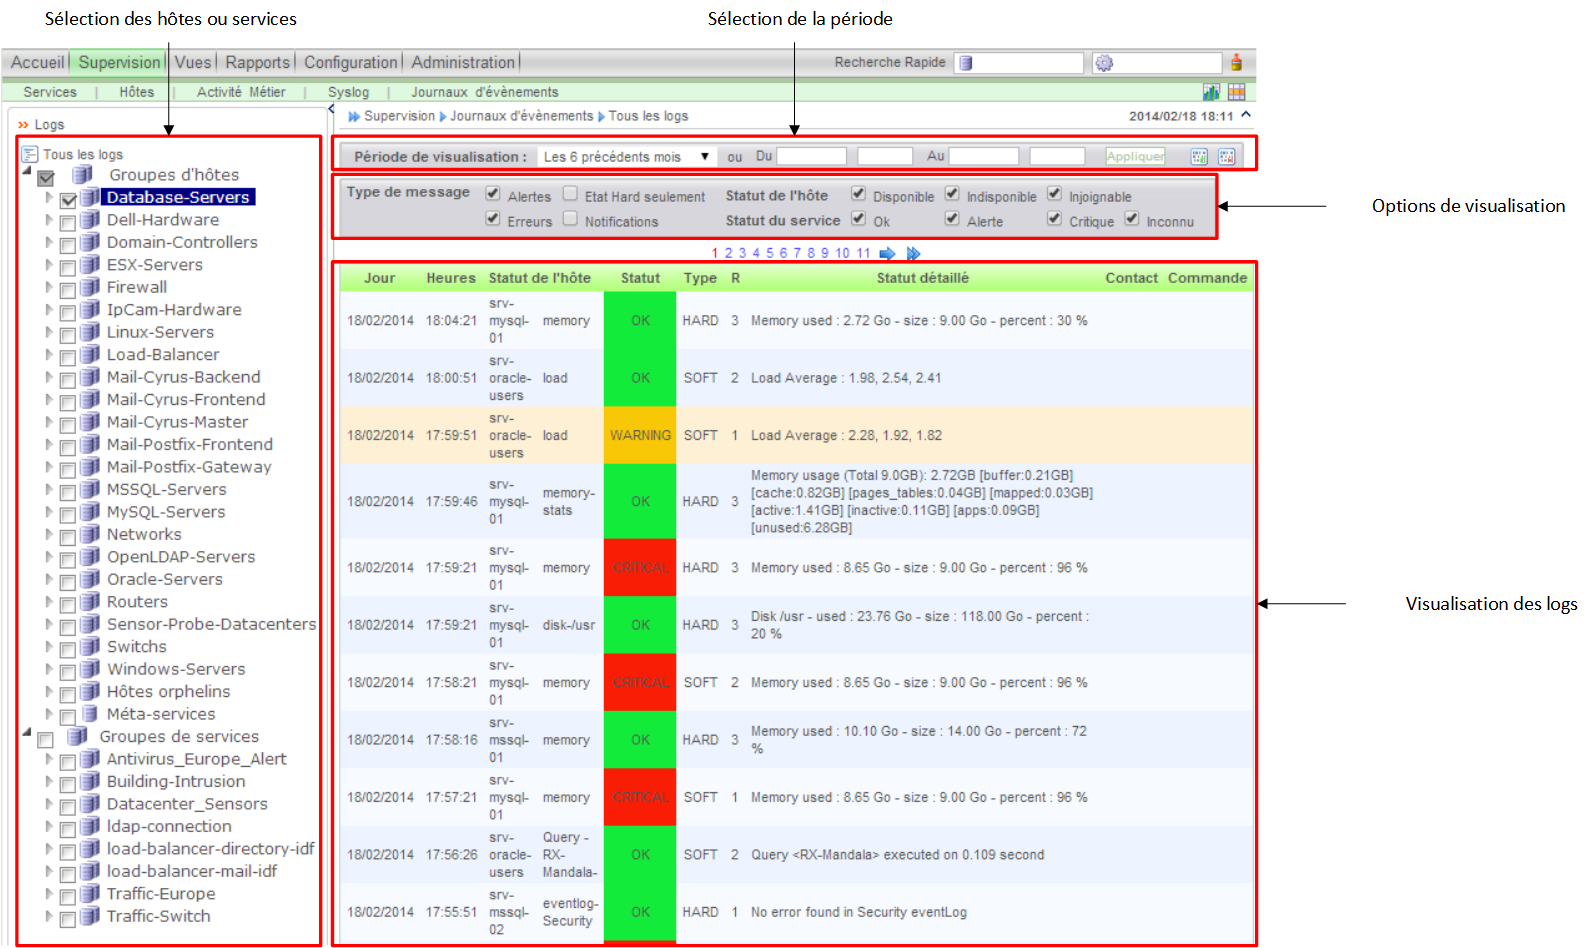 Sélection des hôtes ou services
Sélection de la période
Accueil Supervision Vues Rapports Configuration Administration
Recherche Rapide
Services | Hôtes | Activité Métier | Syslog | Journaux d'évènements
Logs
Supervision Journaux d'évènements Tous les logs
2014/02/18 18:11
Tous les logs
Groupes d'hôtes
Database-Servers
Dell-Hardware
Domain-Controllers
ESX-Servers
Firewall
IpCam-Hardware
Linux-Servers
Load-Balancer
Mail-Cyrus-Backend
Mail-Cyrus-Frontend
Mail-Cyrus-Master
Mail-Postfix-Frontend
Mail-Postfix-Gateway
MSSQL-Servers
MySQL-Servers
Networks
OpenLDAP-Servers
Oracle-Servers
Routers
Sensor-Probe-Datacenters
Switchs
Windows-Servers
Hôtes orphelins
Méta-services
Groupes de services
Antivirus_Europe_Alert
Building-Intrusion
Datacenter_Sensors
ldap-connection
load-balancer-directory-idf
load-balancer-mail-idf
Traffic-Europe
Traffic-Switch
Période de visualisation : Les 6 précédents mois ou Du Au Appliquer
Type de message Alertes Etat Hard seulement Statut de l'hôte Disponible Indisponible Injoignable
Erreurs Notifications Statut du service Ok Alerte Critique Inconnu
Options de visualisation
1 2 3 4 5 6 7 8 9 10 11
Jour Heures Statut de l'hôte Statut Type R Statut détaillé Contact Commande
18/02/2014 18:04:21 srv-mysql-01 memory OK HARD 3 Memory used : 2.72 Go - size : 9.00 Go - percent : 30 %
18/02/2014 18:00:51 srv-oracle-users load OK SOFT 2 Load Average : 1.98, 2.54, 2.41
18/02/2014 17:59:51 srv-oracle-users load WARNING SOFT 1 Load Average : 2.28, 1.92, 1.82
18/02/2014 17:59:46 srv-mysql-01 memory-stats OK HARD 3 Memory usage (Total 9.0GB): 2.72GB [buffer:0.21GB] [cache:0.82GB] [pages_tables:0.04GB] [mapped:0.03GB] [active:1.41GB] [inactive:0.11GB] [apps:0.09GB] [unused:6.28GB]
18/02/2014 17:59:21 srv-mysql-01 memory CRITICAL HARD 3 Memory used : 8.65 Go - size : 9.00 Go - percent : 96 %
18/02/2014 17:59:21 srv-mysql-01 disk-/usr OK HARD 3 Disk /usr - used : 23.76 Go - size : 118.00 Go - percent : 20 %
18/02/2014 17:58:21 srv-mysql-01 memory CRITICAL SOFT 2 Memory used : 8.65 Go - size : 9.00 Go - percent : 96 %
18/02/2014 17:58:16 srv-mssql-01 memory OK HARD 3 Memory used : 10.10 Go - size : 14.00 Go - percent : 72 %
18/02/2014 17:57:21 srv-mysql-01 memory CRITICAL SOFT 1 Memory used : 8.65 Go - size : 9.00 Go - percent : 96 %
18/02/2014 17:56:26 srv-oracle-users Query - RX-Mandala- OK SOFT 2 Query <RX-Mandala> executed on 0.109 second
18/02/2014 17:55:51 srv-mssql-02 eventlog-Security OK HARD 1 No error found in Security eventLog
Visualisation des logs